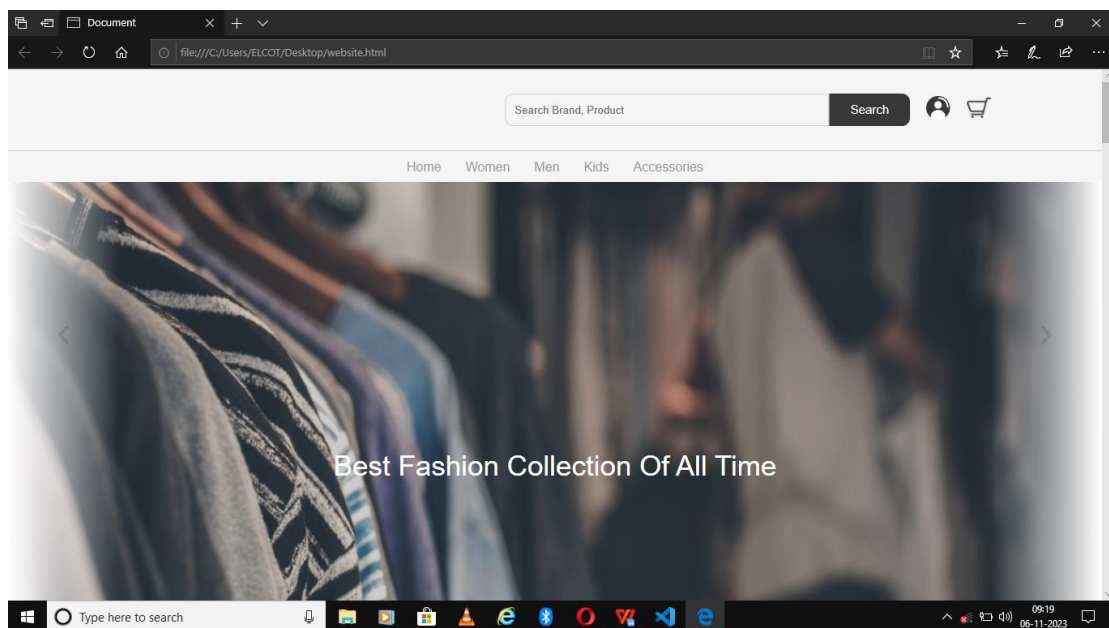 Document
file:///C:/Users/ELCOT/Desktop/website.html
Search Brand, Product
Search
Home Women Men Kids Accessories
Best Fashion Collection Of All Time
Type here to search
09:19
06-11-2023